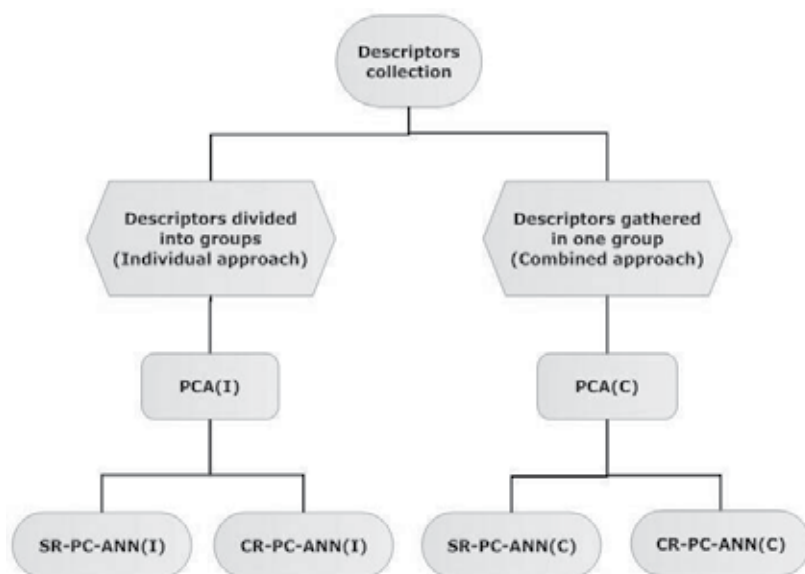 Descriptors
collection
Descriptors divided
into groups
(Individual approach)
Descriptors gathered
in one group
(Combined approach)
PCA(I)
PCA(C)
SR-PC-ANN(I)
CR-PC-ANN(I)
SR-PC-ANN(C)
CR-PC-ANN(C)